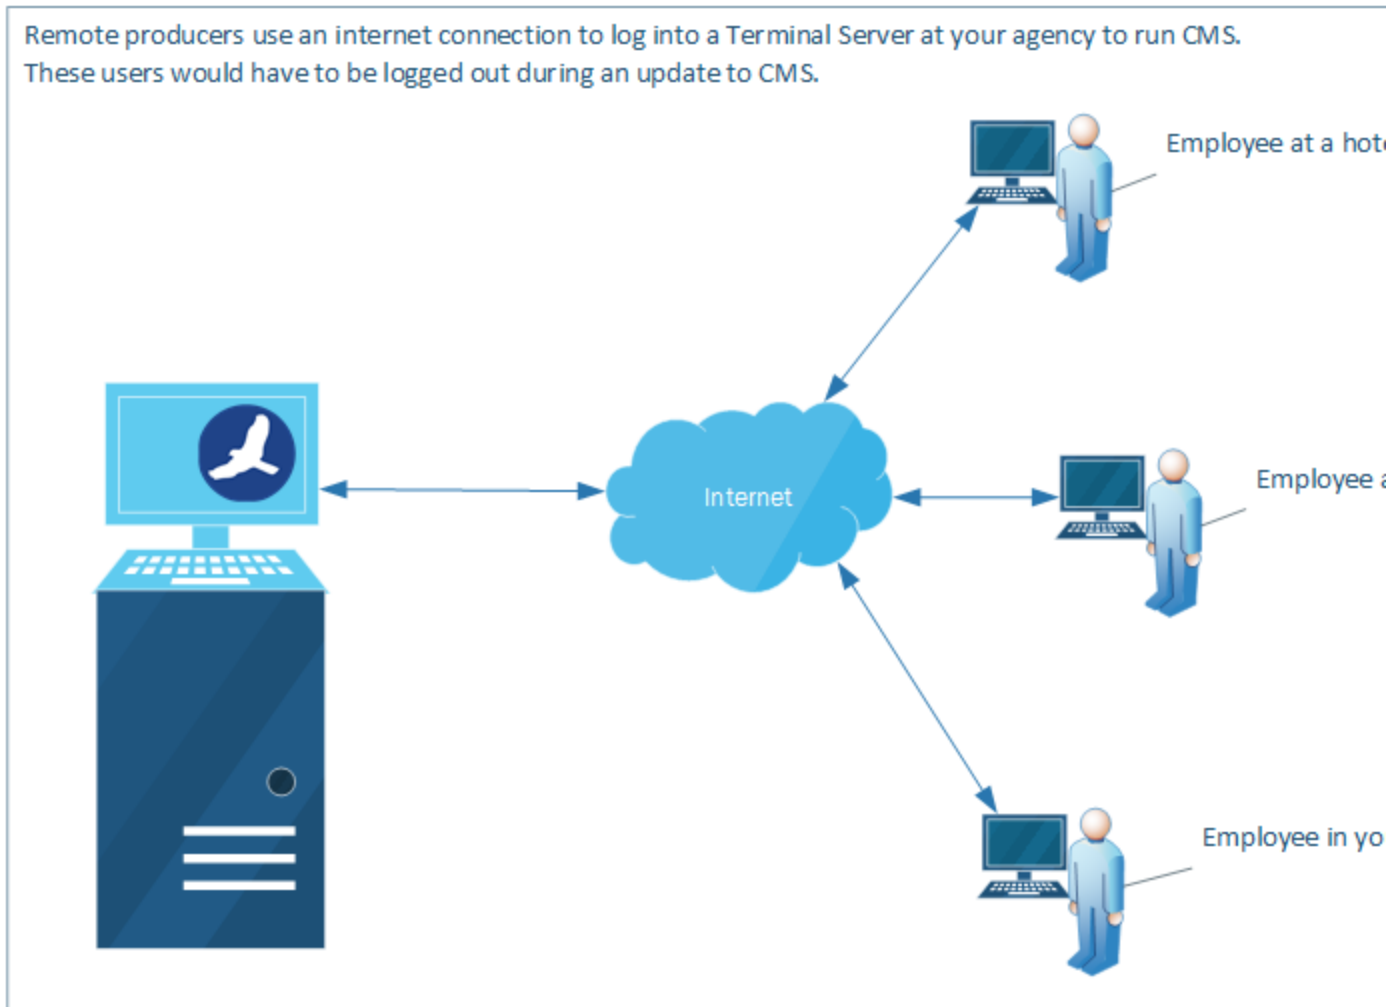 Remote producers use an internet connection to log into a Terminal Server at your agency to run CMS.
These users would have to be logged out during an update to CMS.
Employee at a
Employee
Internet
Employee in